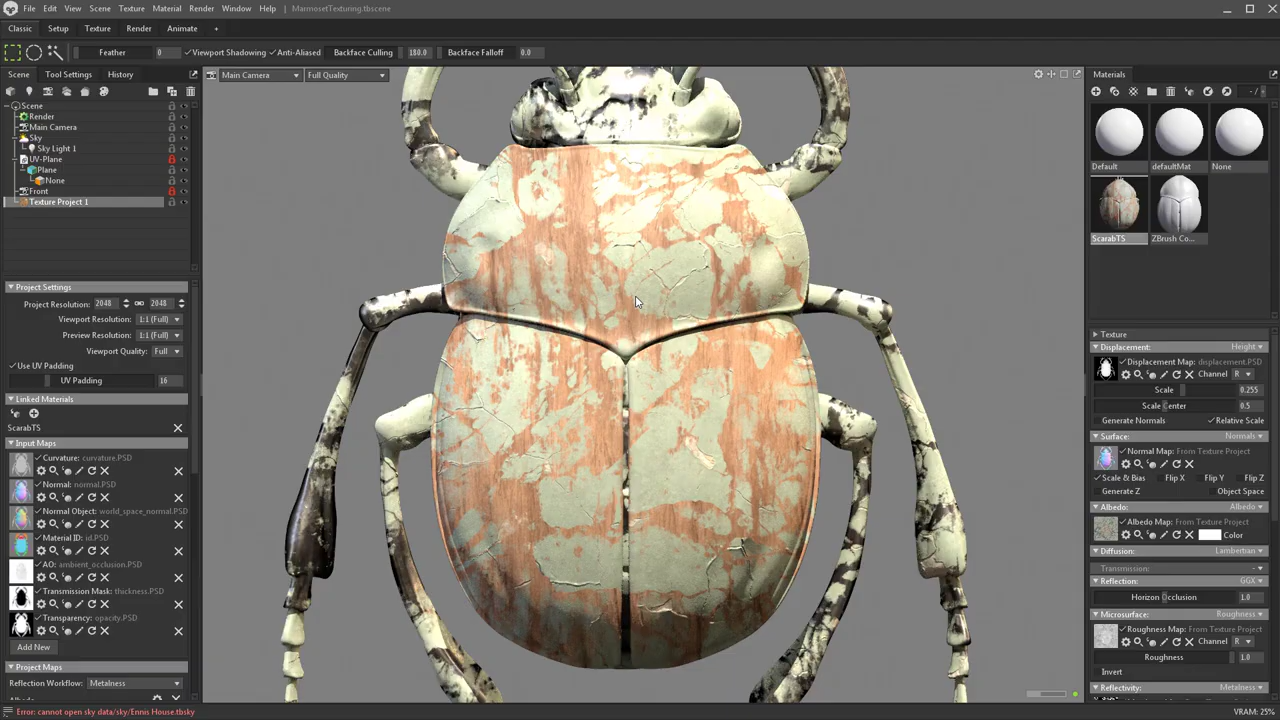 File Edit View Scene Texture Material Render Window Help MarmosetTexturing.tbscene
Classic Setup Texture Render Animate +
Feather 0 Viewport Shadowing Anti-Aliased Backface Culling 180.0 Backface Falloff 0.0
Scene Tool Settings History
Main Camera Full Quality
Materials
Scene
Render
Main Camera
Sky
Sky Light 1
UV-Plane
Plane
None
Front
Texture Project 1
Project Settings
Project Resolution: 2048 2048
Viewport Resolution: 1:1 (Full)
Preview Resolution: 1:1 (Full)
Viewport Quality: Full
Use UV Padding
UV Padding 16
Linked Materials
ScarabTS
Input Maps
Curvature: curvature.PSD
Normal: normal.PSD
Normal Object: world_space_normal.PSD
Material ID: id.PSD
AO: ambient_occlusion.PSD
Transmission Mask: thickness.PSD
Transparency: opacity.PSD
Add New
Project Maps
Reflection Workflow: Metalness
Error: cannot open sky data/sky/Ennis House.tbsky
Default defaultMat None
ScarabTS ZBrush Co...
Texture
Displacement: Height
Displacement Map: displacement.PSD
Channel R
Scale 0.255
Scale Center 0.5
Generate Normals Relative Scale
Surface: Normals
Normal Map: From Texture Project
Scale & Bias Flip X Flip Y Flip Z
Generate Z Object Space
Albedo: Albedo
Albedo Map: From Texture Project
Color
Diffusion: Lambertian
Transmission: -
Reflection: GGX
Horizon Occlusion 1.0
Microsurface: Roughness
Roughness Map: From Texture Project
Channel R
Roughness 1.0
Invert
Reflectivity: Metalness
VRAM: 25%